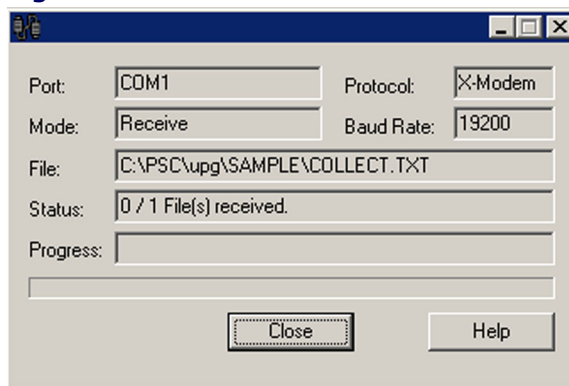 Port: COM1 Protocol: X-Modem
Mode: Receive Baud Rate: 19200
File: C:\PSC\upg\SAMPLE\COLLECT.TXT
Status: 0 / 1 File(s) received.
Progress:
Close Help